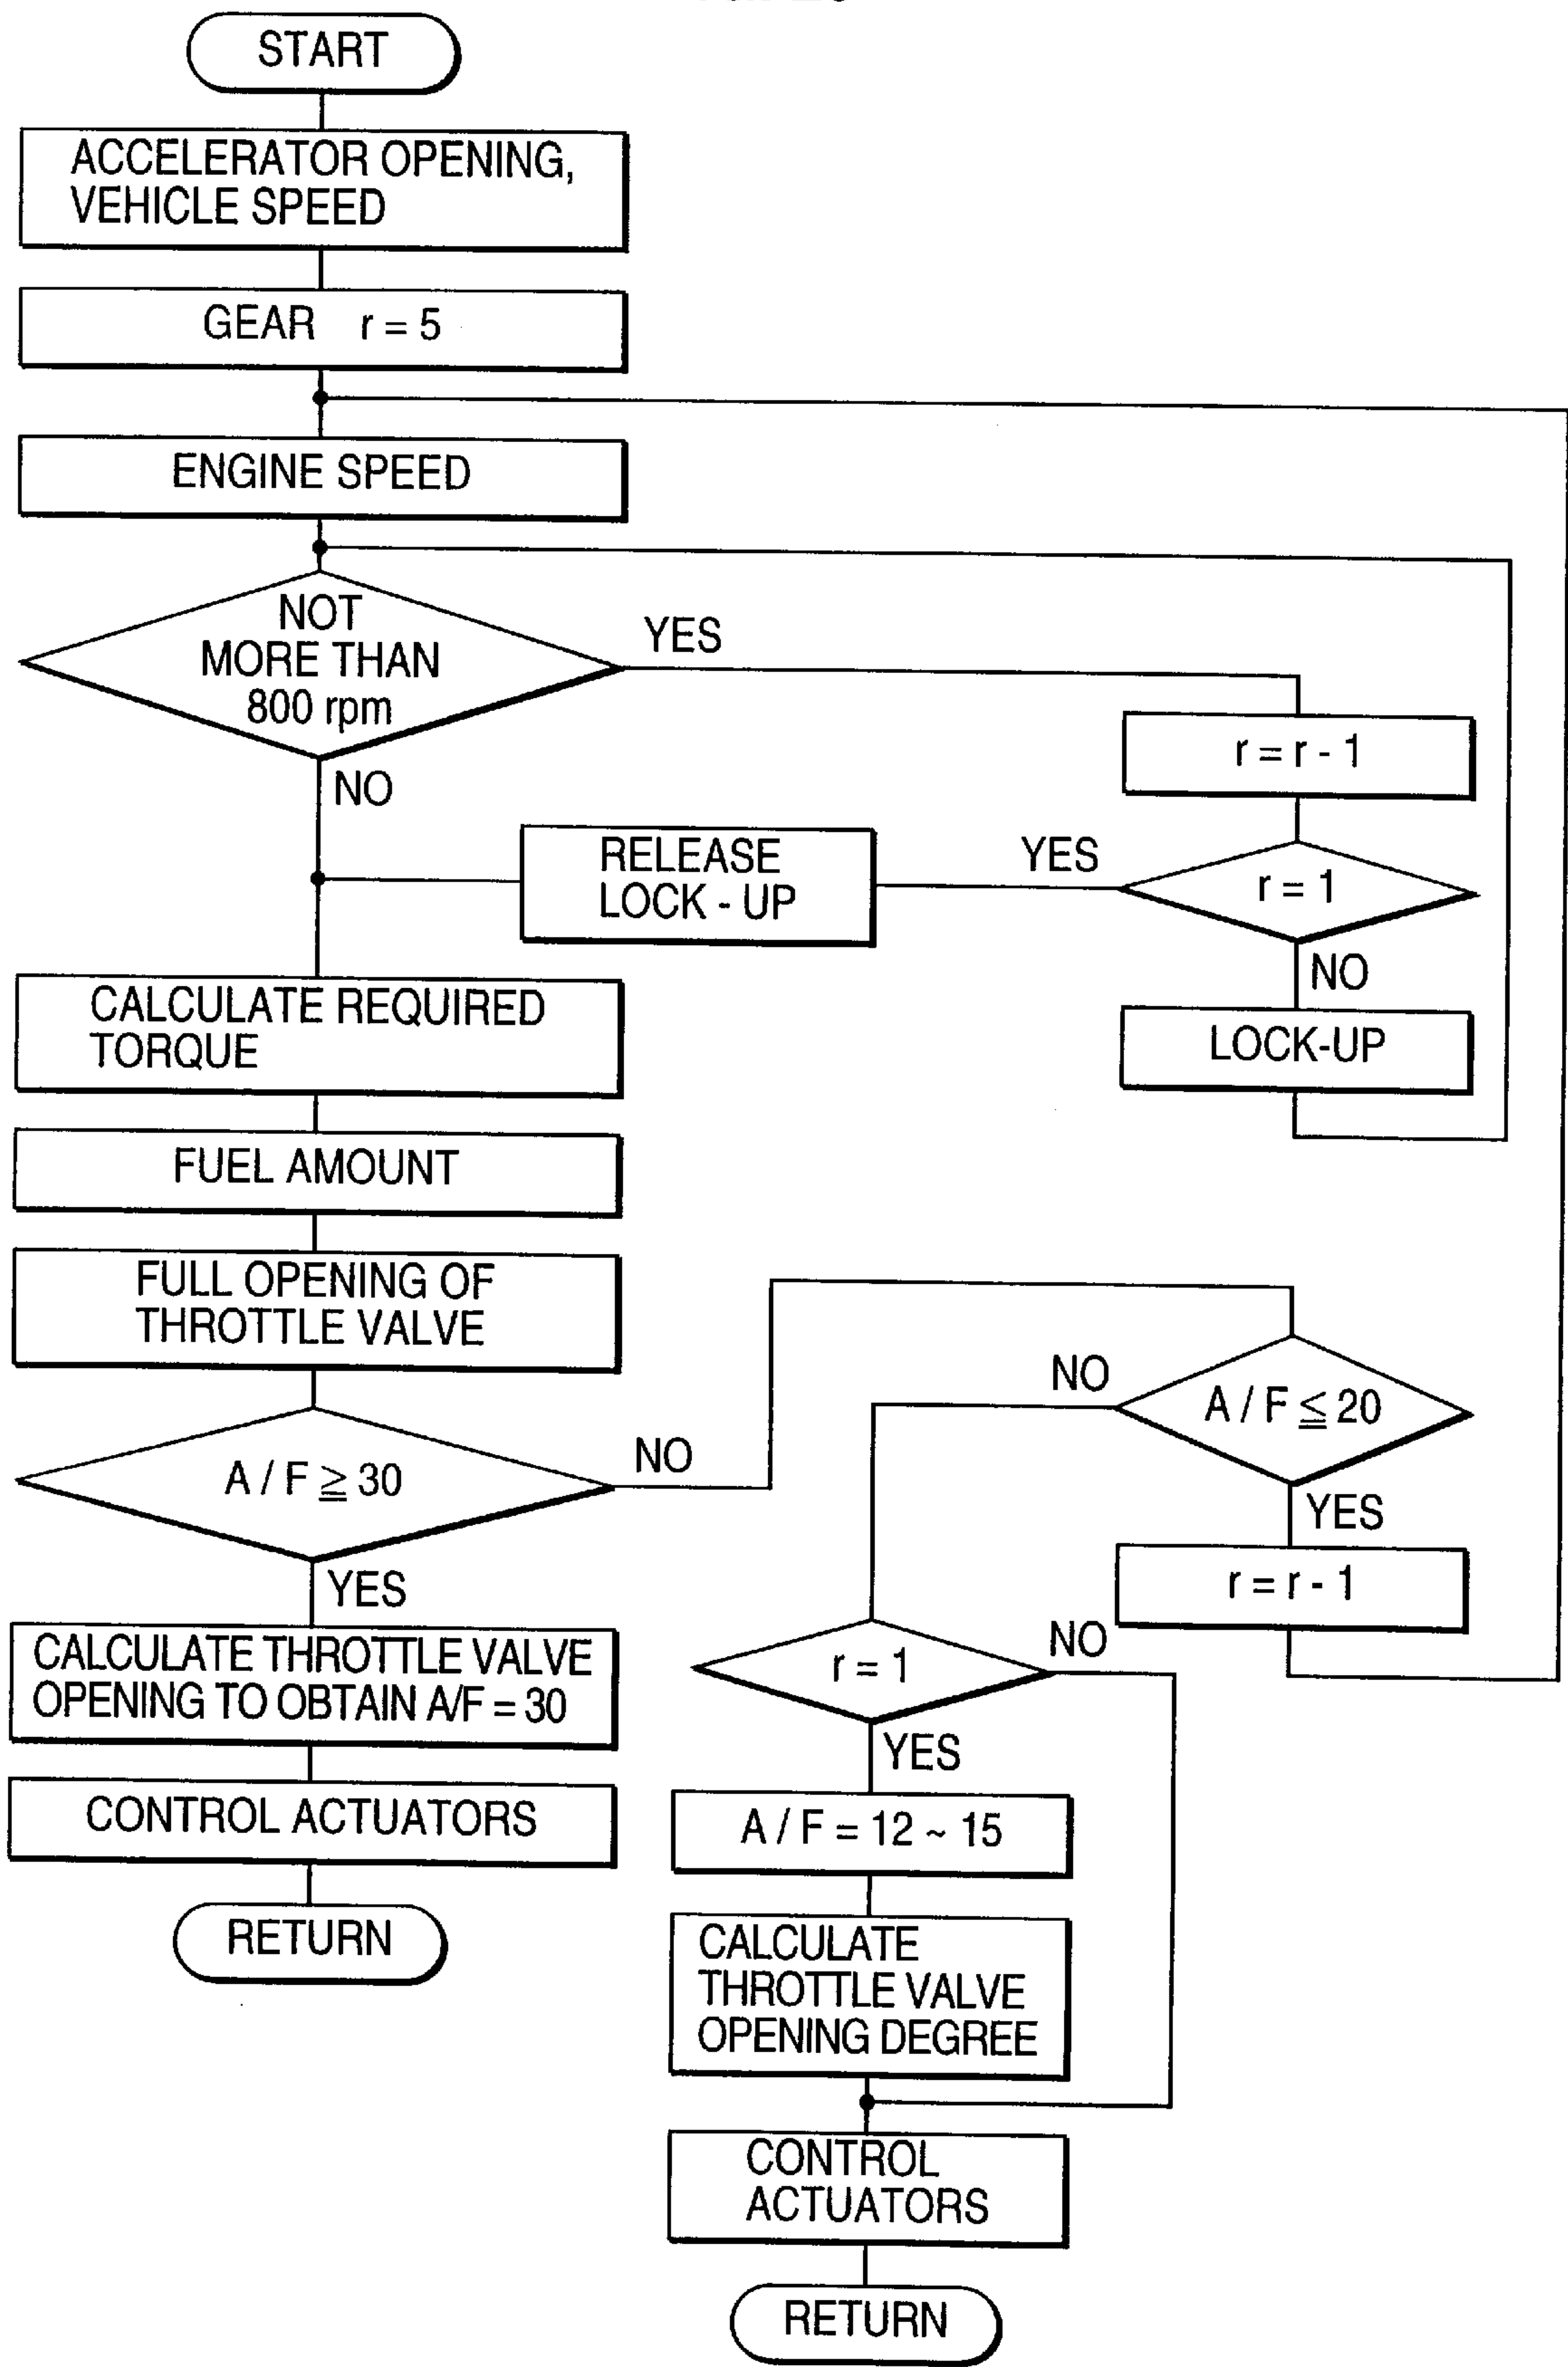 START
ACCELERATOR OPENING,
VEHICLE SPEED
GEAR r = 5
ENGINE SPEED
NOT
MORE THAN
800 rpm
YES
NO
r = r - 1
r = 1
YES
NO
RELEASE
LOCK - UP
LOCK-UP
CALCULATE REQUIRED
TORQUE
FUEL AMOUNT
FULL OPENING OF
THROTTLE VALVE
A / F ≧ 30
NO
YES
A / F ≦ 20
NO
YES
r = r - 1
CALCULATE THROTTLE VALVE
OPENING TO OBTAIN A/F = 30
CONTROL ACTUATORS
RETURN
r = 1
NO
YES
A / F = 12 ~ 15
CALCULATE
THROTTLE VALVE
OPENING DEGREE
CONTROL
ACTUATORS
RETURN